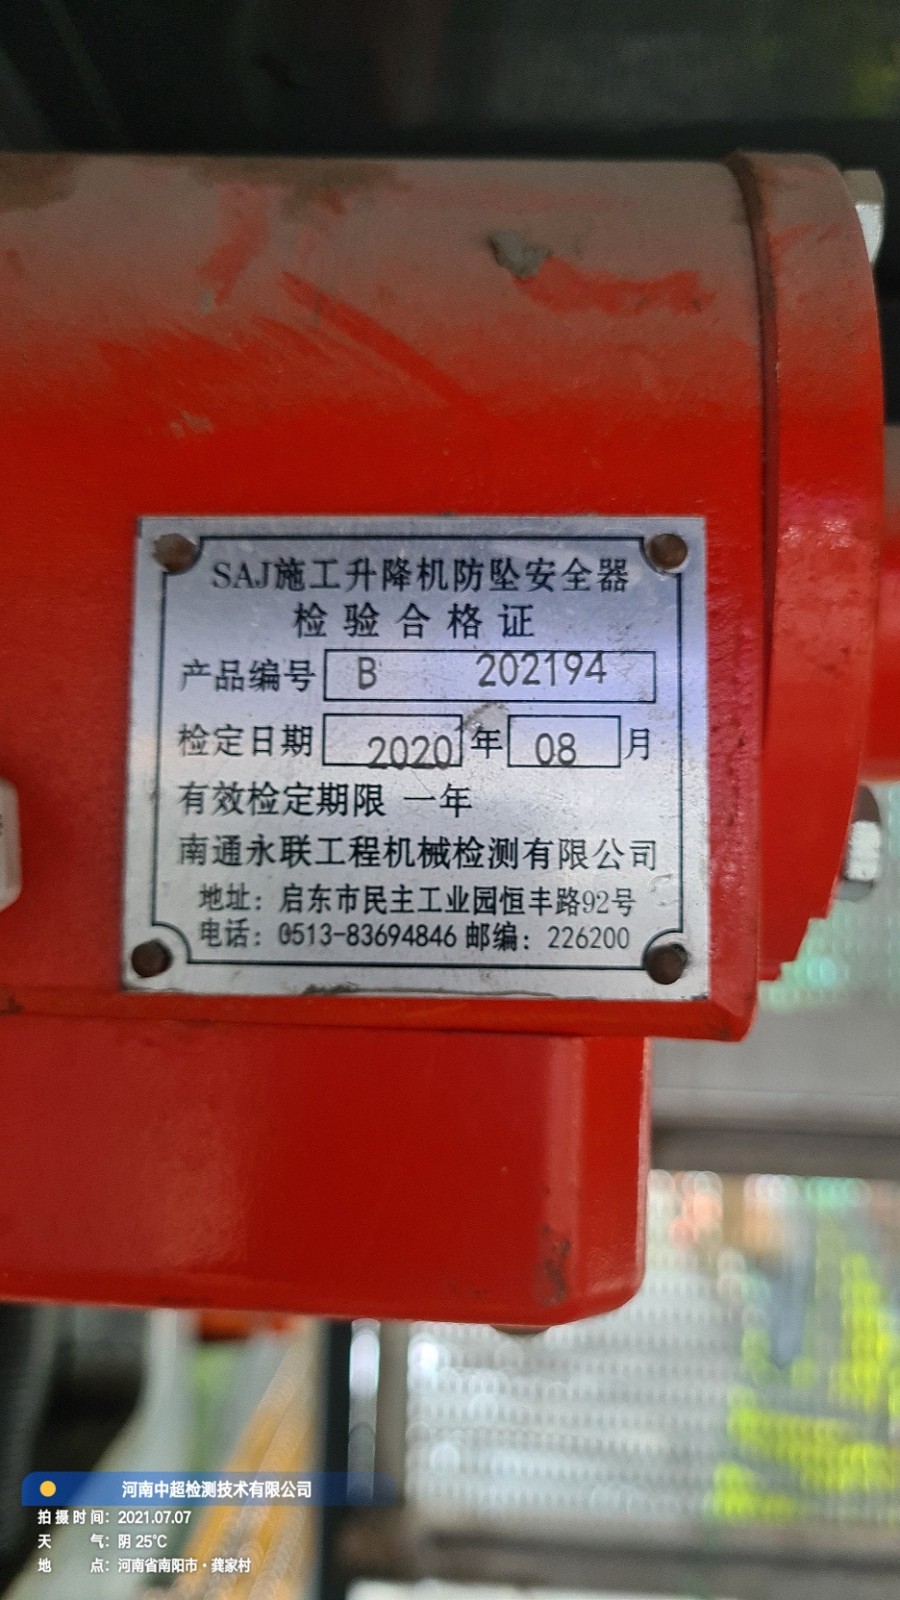 SAJ施工升降机防坠安全器
检验合格证
产品编号 B 202194
检定日期 2020 年 08 月
有效检定期限 一年
南通永联工程机械检测有限公司
地址：启东市民主工业园恒丰路92号
电话：0513-83694846 邮编：226200
河南中超检测技术有限公司
拍摄时间：2021.07.07
天气：阴 25℃
地点：河南省南阳市·龚家村